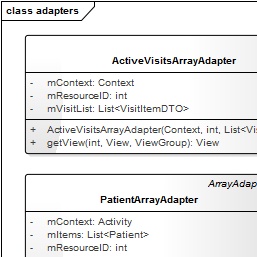 class adapters
ActiveVisitsArrayAdapter
- mContext: Context
- mResourceID: int
- mVisitList: List<VisitItemDTO>
+ ActiveVisitsArrayAdapter(Context, int, List<Vis
+ getView(int, View, ViewGroup): View
ArrayAdap
PatientArrayAdapter
- mContext: Activity
- mItems: List<Patient>
- mResourceID: int